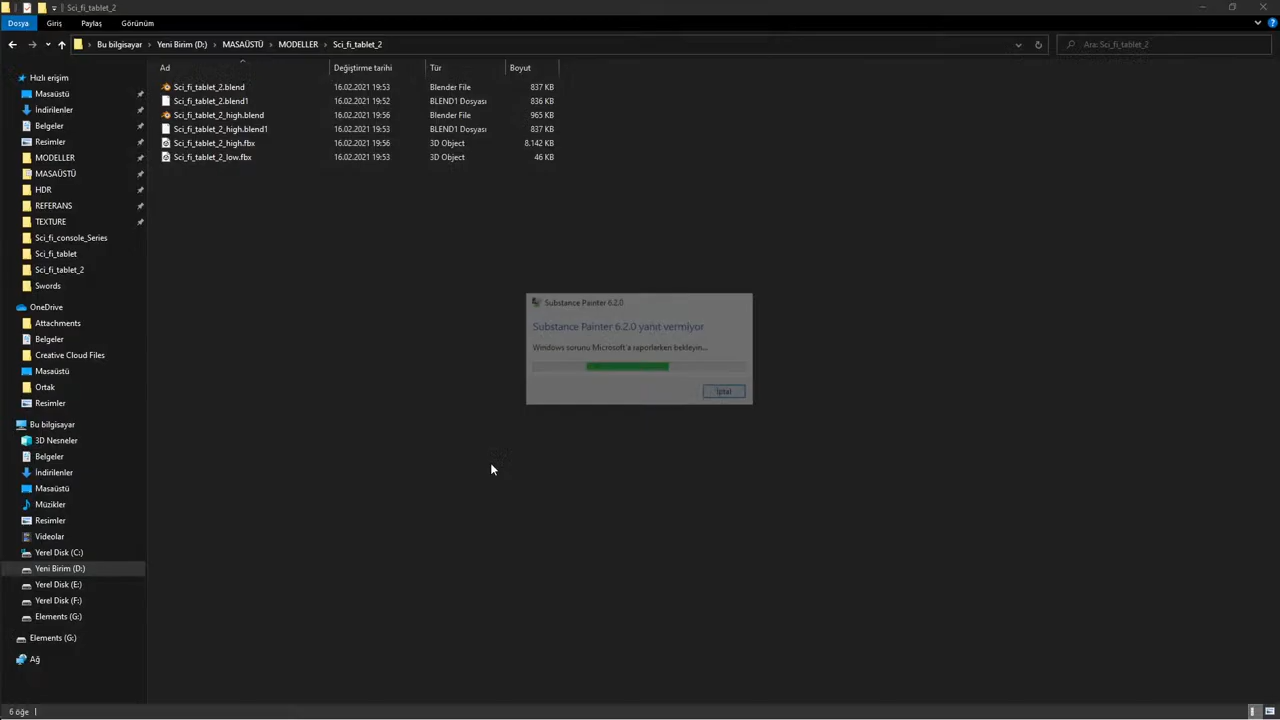 Sci_fi_tablet_2
Dosya Giriş Paylaş Görünüm
Bu bilgisayar Yeni Birim (D:) MASAÜSTÜ MODELLER Sci_fi_tablet_2
Ara: Sci_fi_tablet_2
Ad Değiştirme tarihi Tür Boyut
Sci_fi_tablet_2.blend 16.02.2021 19:53 Blender File 837 KB
Sci_fi_tablet_2.blend1 16.02.2021 19:52 BLEND1 Dosyası 836 KB
Sci_fi_tablet_2_high.blend 16.02.2021 19:56 Blender File 965 KB
Sci_fi_tablet_2_high.blend1 16.02.2021 19:53 BLEND1 Dosyası 837 KB
Sci_fi_tablet_2_high.fbx 16.02.2021 19:56 3D Object 8.142 KB
Sci_fi_tablet_2_low.fbx 16.02.2021 19:53 3D Object 46 KB
Hızlı erişim
Masaüstü
İndirilenler
Belgeler
Resimler
MODELLER
MASAÜSTÜ
HDR
REFERANS
TEXTURE
Sci_fi_console_Series
Sci_fi_tablet
Sci_fi_tablet_2
Swords
OneDrive
Attachments
Belgeler
Creative Cloud Files
Masaüstü
Ortak
Resimler
Bu bilgisayar
3D Nesneler
Belgeler
İndirilenler
Masaüstü
Müzikler
Resimler
Videolar
Yerel Disk (C:)
Yeni Birim (D:)
Yerel Disk (E:)
Yerel Disk (F:)
Elements (G:)
Elements (G:)
Ağ
Substance Painter 6.2.0
Substance Painter 6.2.0 yanıt vermiyor
Windows sorunu Microsoft'a raporlarken bekleyin...
İptal
6 öğe